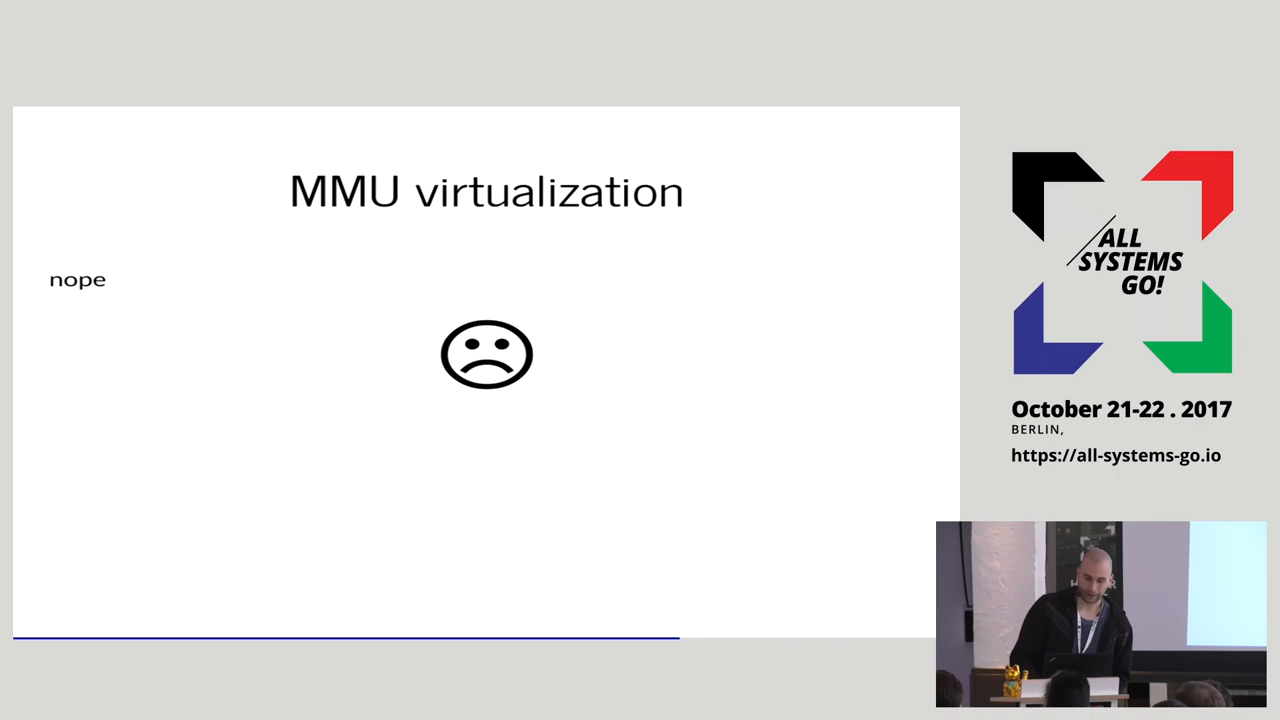 MMU virtualization
nope
ALL
SYSTEMS
GO!
October 21-22 . 2017
BERLIN,
https://all-systems-go.io